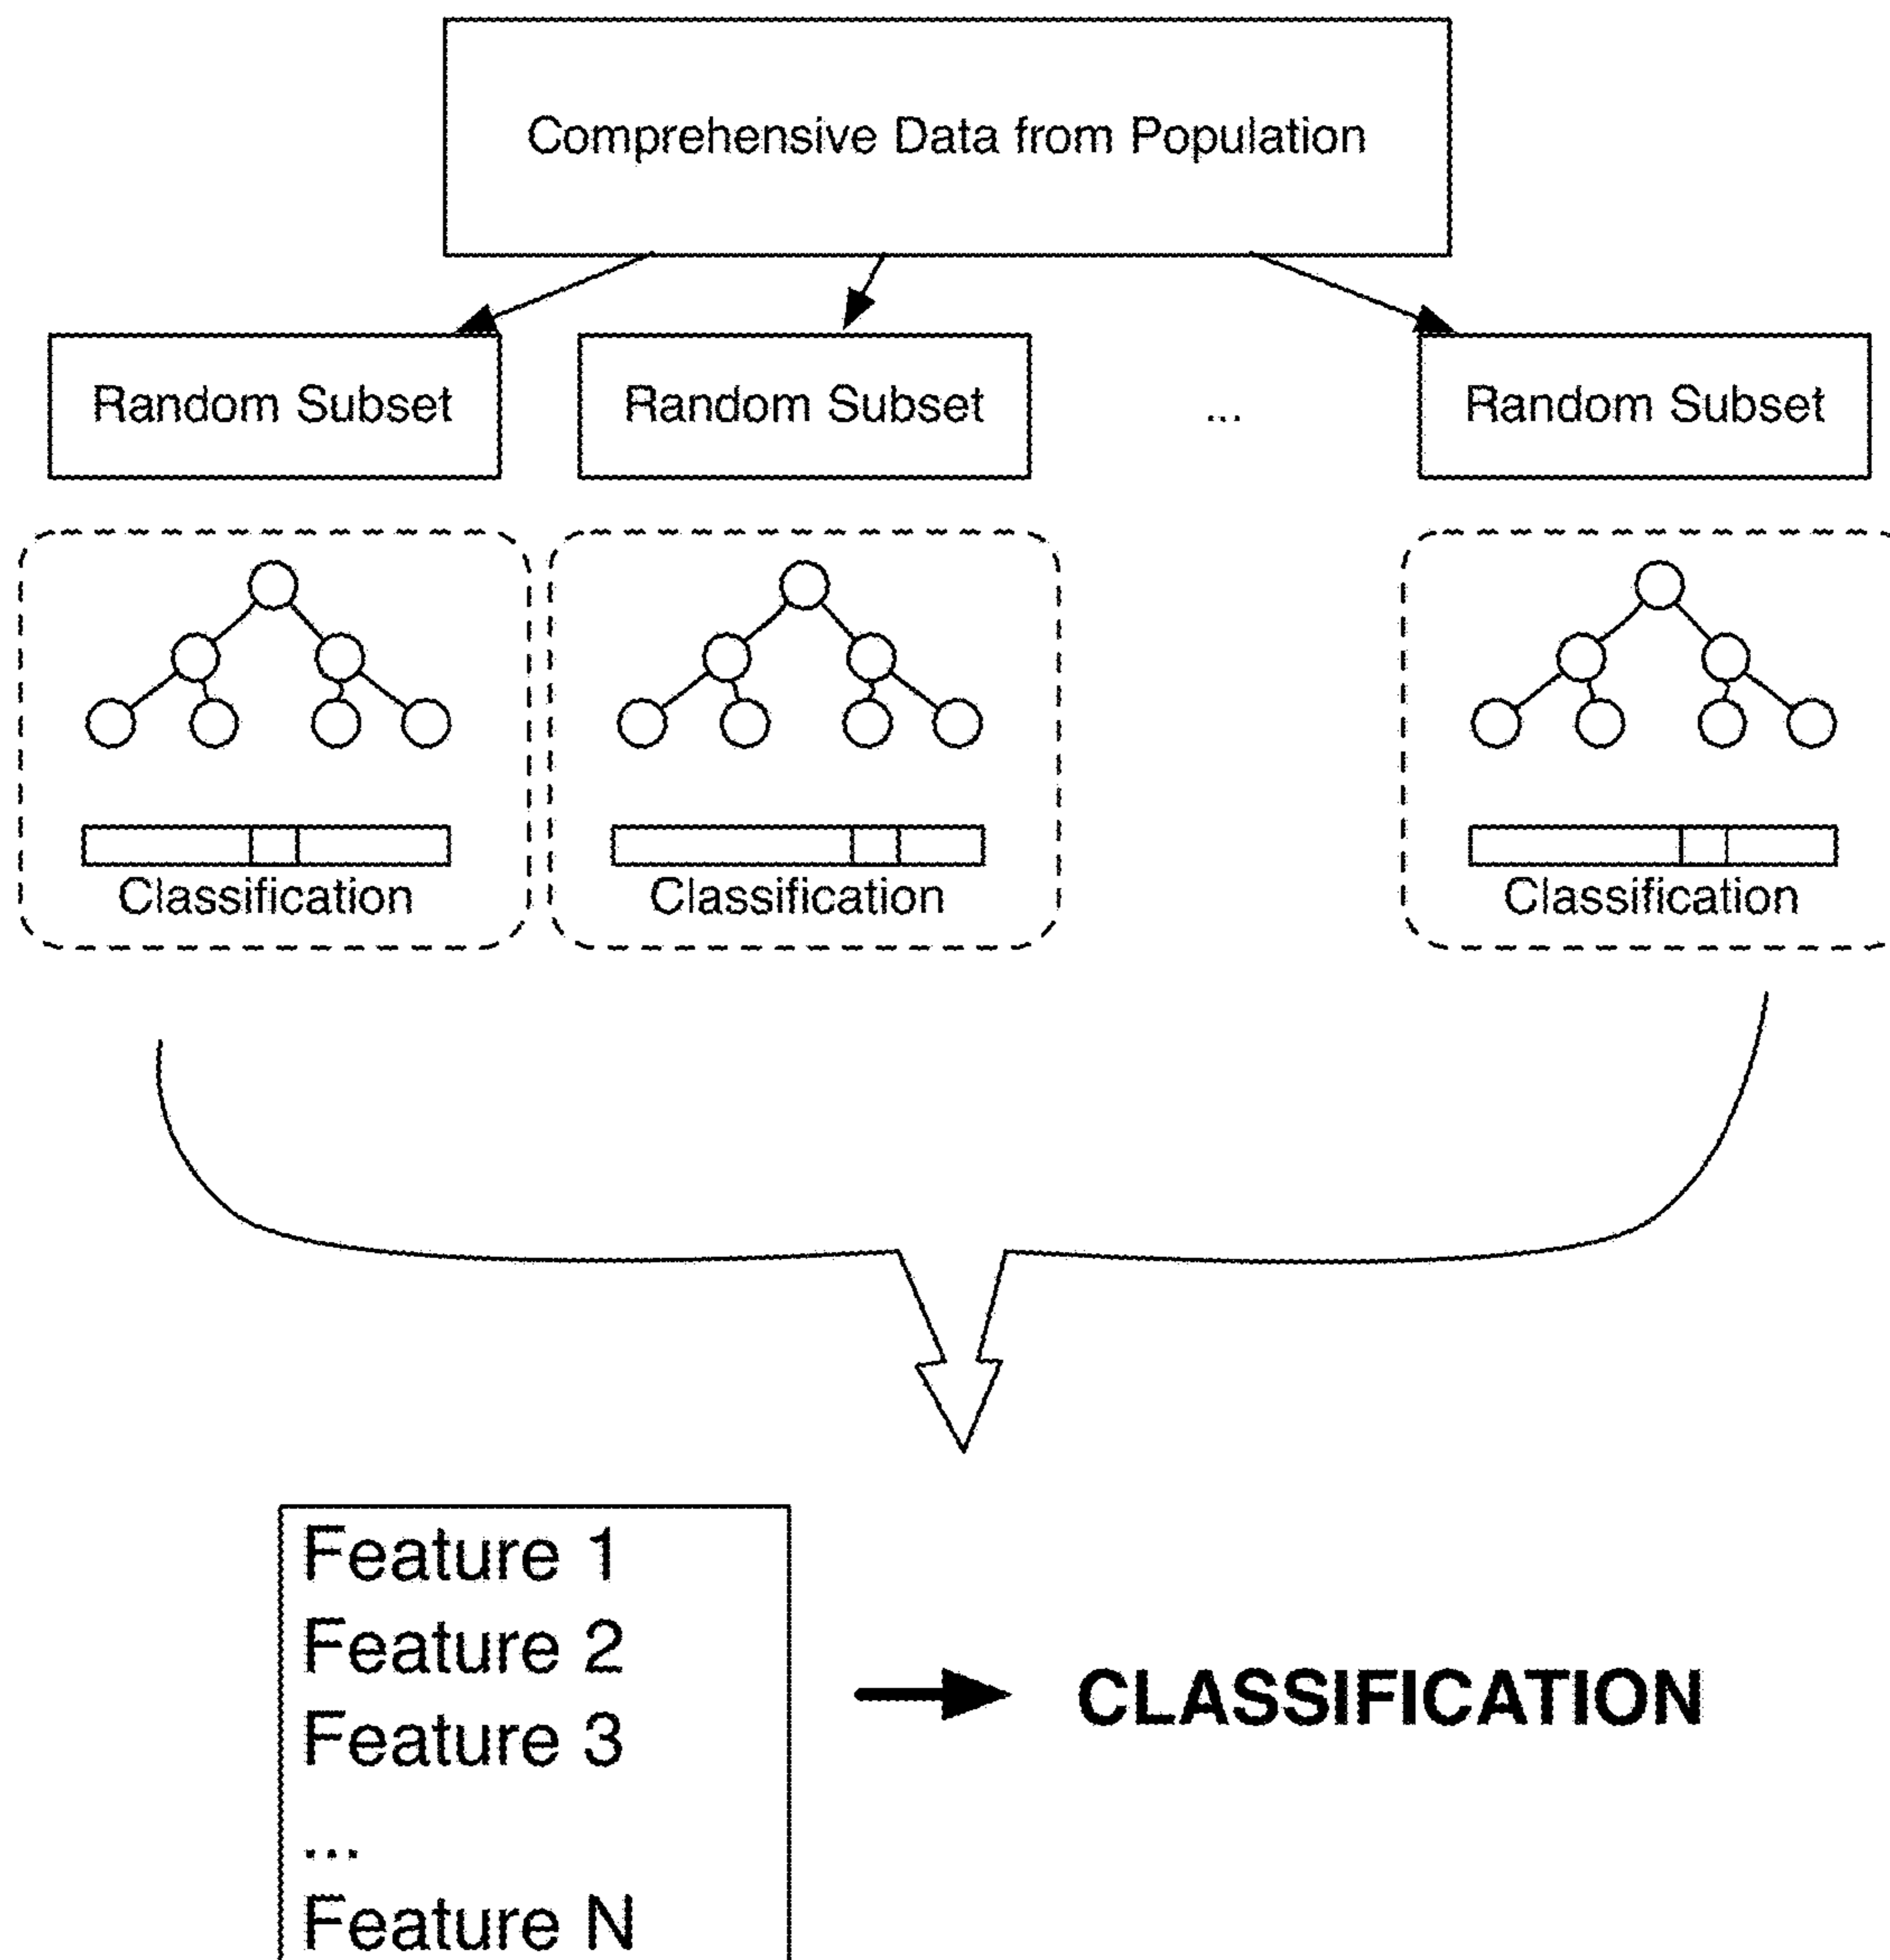 Comprehensive Data from Population
Random Subset Random Subset ... Random Subset
Classification Classification Classification
Feature 1
Feature 2
Feature 3
...
Feature N
CLASSIFICATION